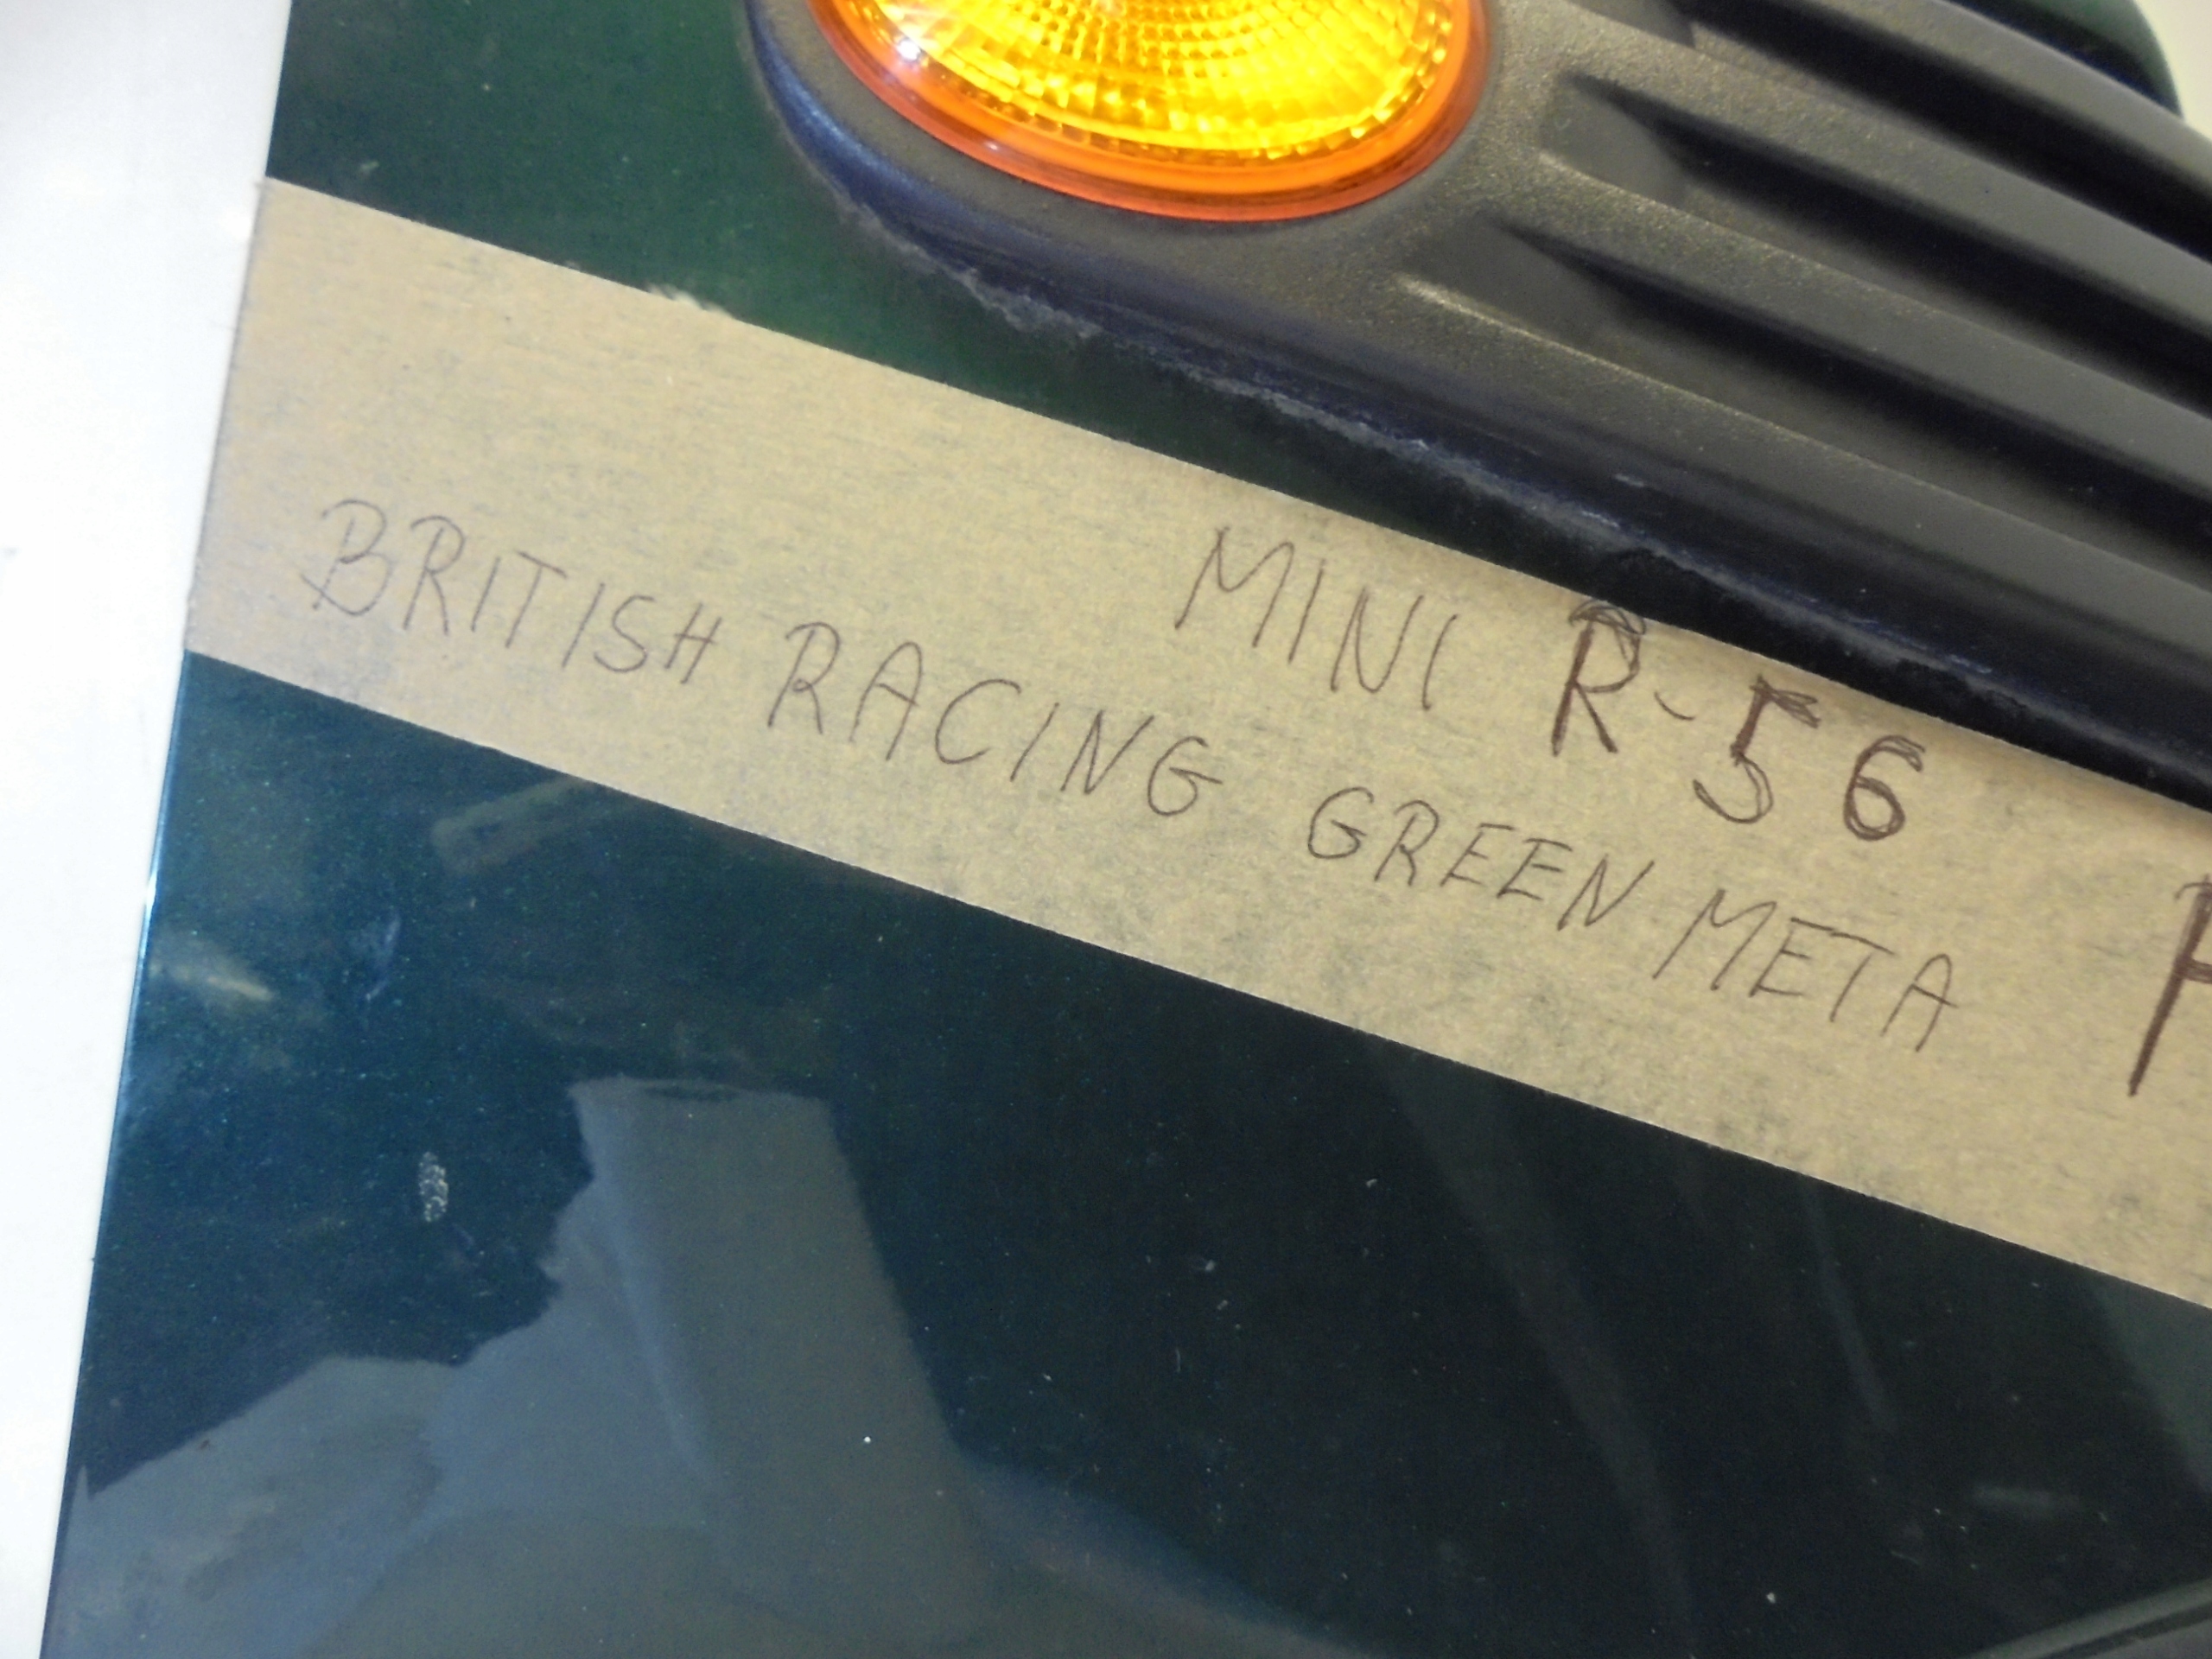 MINI R-56
BRITISH RACING GREEN META